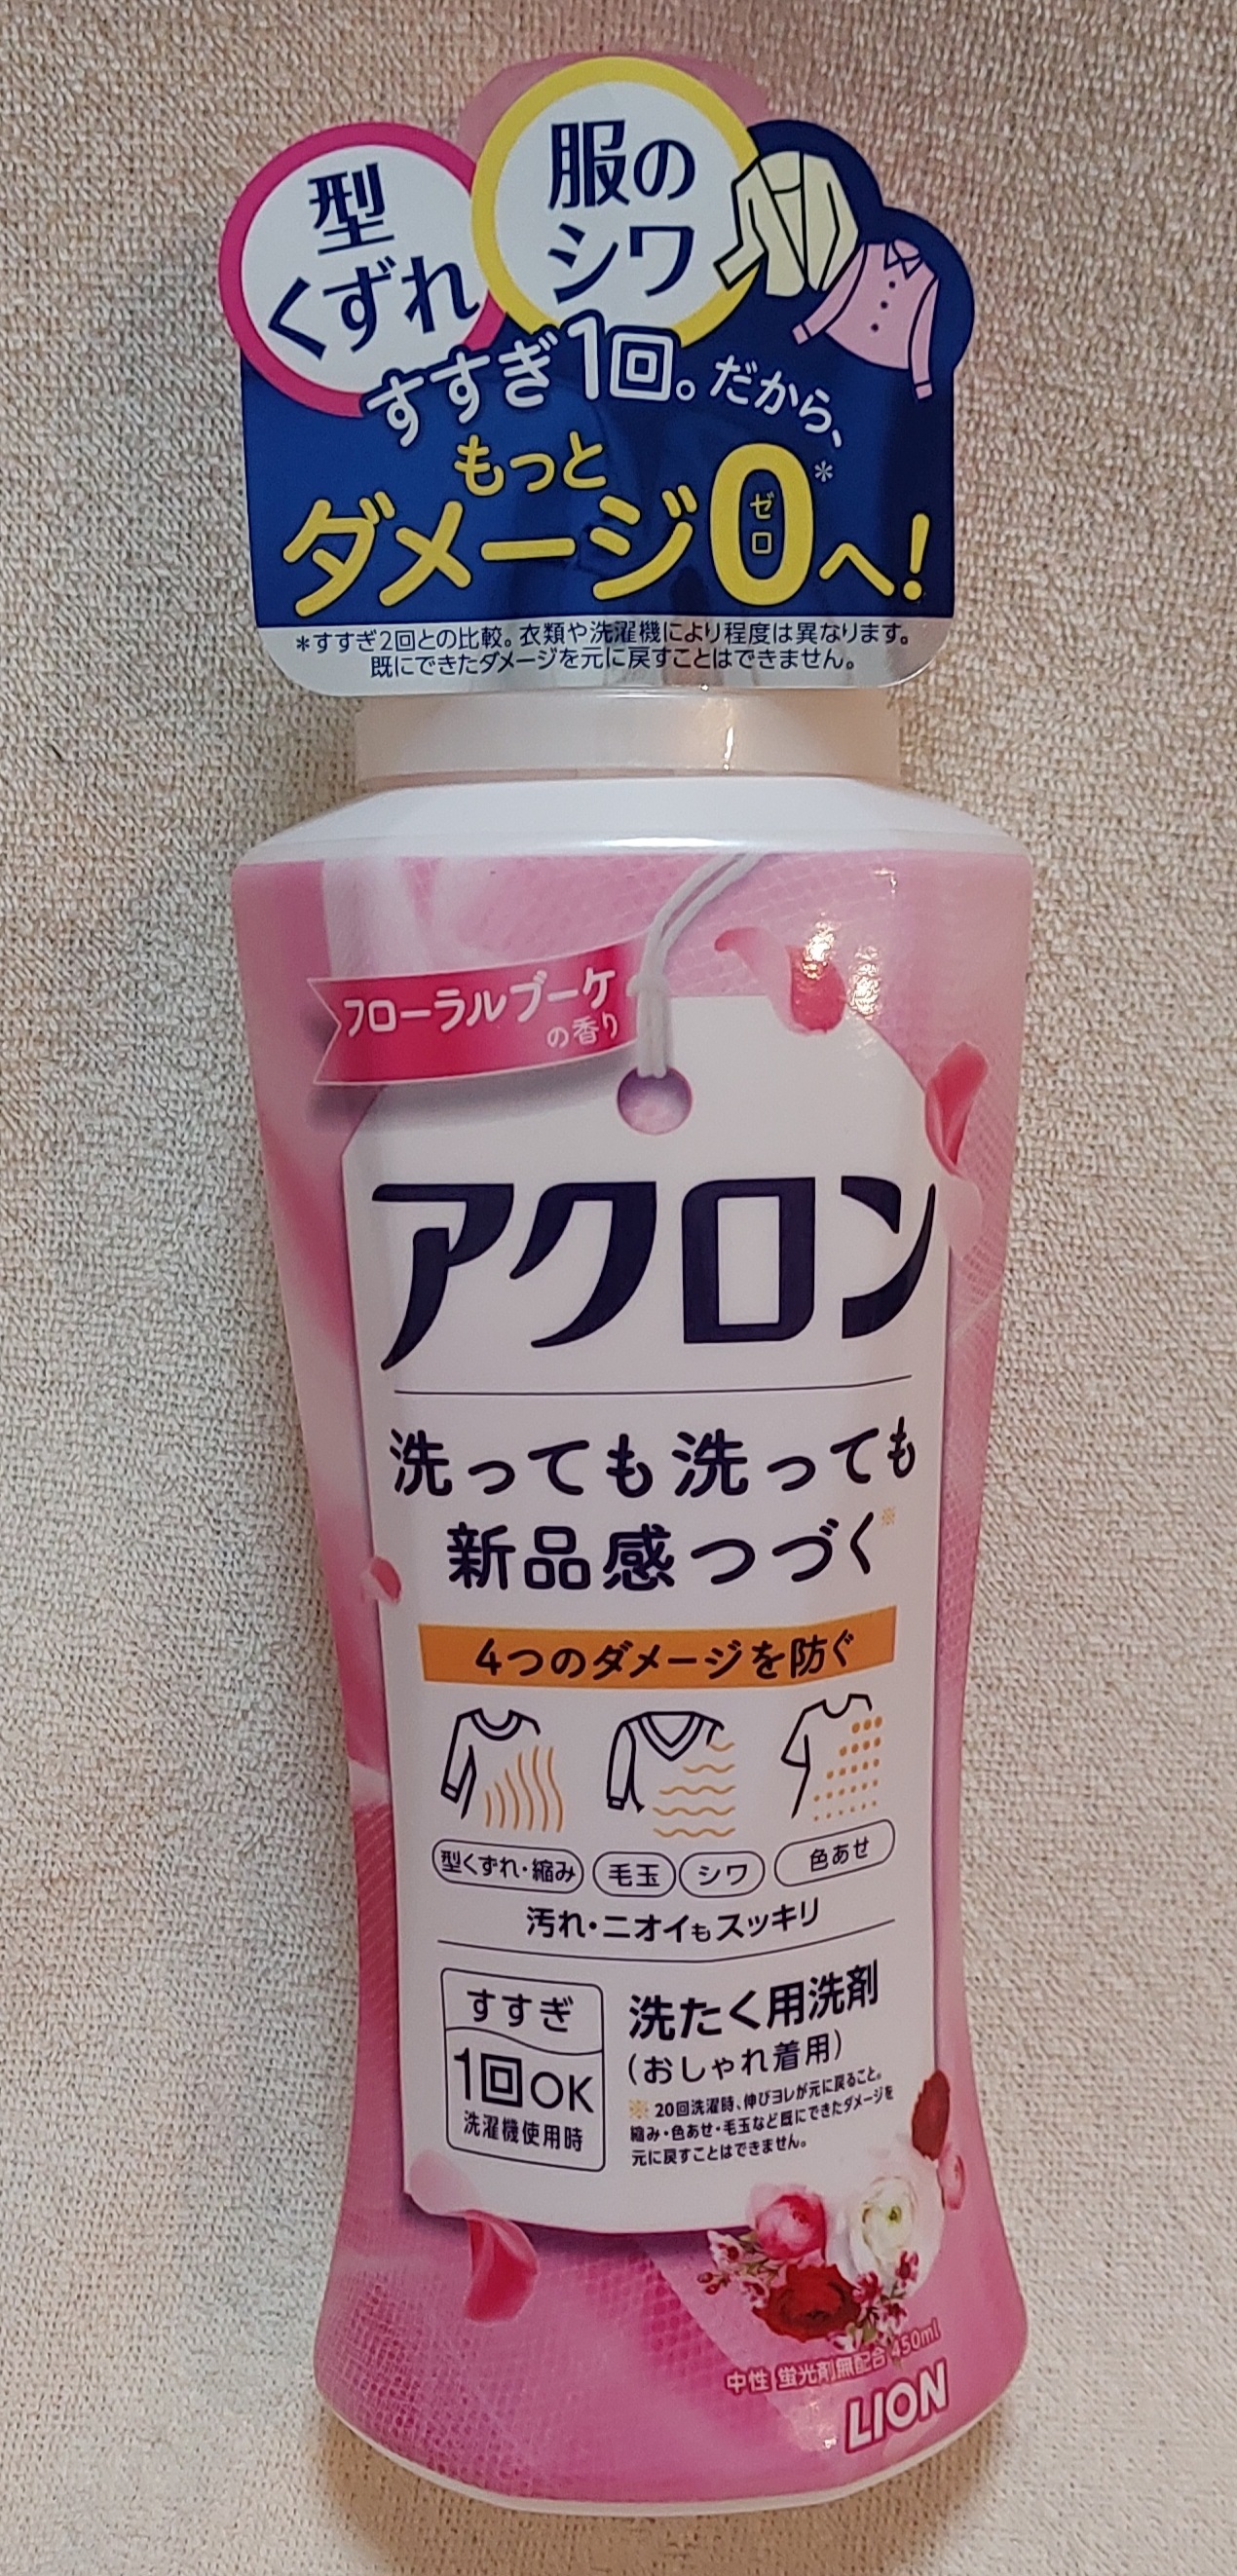 型
くずれ
服の
シワ
すすぎ1回。だから、
もっと
ダメージ0へ!*
ゼロ
*すすぎ2回との比較。衣類や洗濯機により程度は異なります。
既にできたダメージを元に戻すことはできません。
フローラルブーケ
の香り
アクロン
洗っても洗っても
新品感つづく※
4つのダメージを防ぐ
型くずれ・縮み 毛玉 シワ 色あせ
汚れ・ニオイもスッキリ
すすぎ
1回OK
洗濯機使用時
洗たく用洗剤
(おしゃれ着用)
※ 20回洗濯時、伸びヨレが元に戻ること。
縮み・色あせ・毛玉など既にできたダメージを
元に戻すことはできません。
中性 蛍光剤無配合 450ml
LION